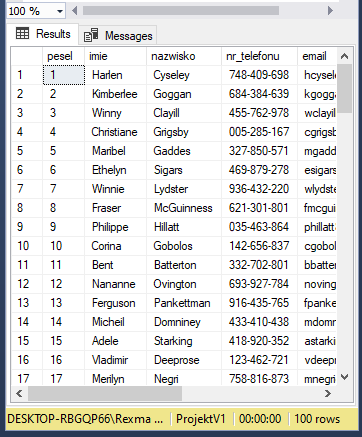 100 %
Results Messages
pesel imie nazwisko nr_telefonu email
1 1 Harlen Cyseley 748-409-698 hcysel
2 2 Kimberlee Goggan 684-384-639 kgogga
3 3 Winny Clayill 455-762-978 wclayill
4 4 Christiane Grigsby 005-285-167 cgrigsb
5 5 Maribel Gaddes 327-850-571 mgadd
6 6 Ethelyn Sigars 469-879-278 esigars
7 7 Winnie Lydster 936-432-220 wlydste
8 8 Fraser McGuinness 621-301-801 fmcgui
9 9 Philippe Hillatt 035-463-864 phillatt
10 10 Corina Gobolos 142-656-837 cgobol
11 11 Bent Batterton 332-702-801 bbatter
12 12 Nananne Ovington 693-927-784 noving
13 13 Ferguson Pankettman 916-435-765 fpanke
14 14 Micheil Domniney 433-410-438 mdomn
15 15 Adele Starking 418-920-352 astarki
16 16 Vladimir Deeprose 123-462-721 vdeepr
17 17 Merilyn Negri 758-816-873 mnegri
DESKTOP-RBGQP66\Rexma ... ProjektV1 00:00:00 100 rows